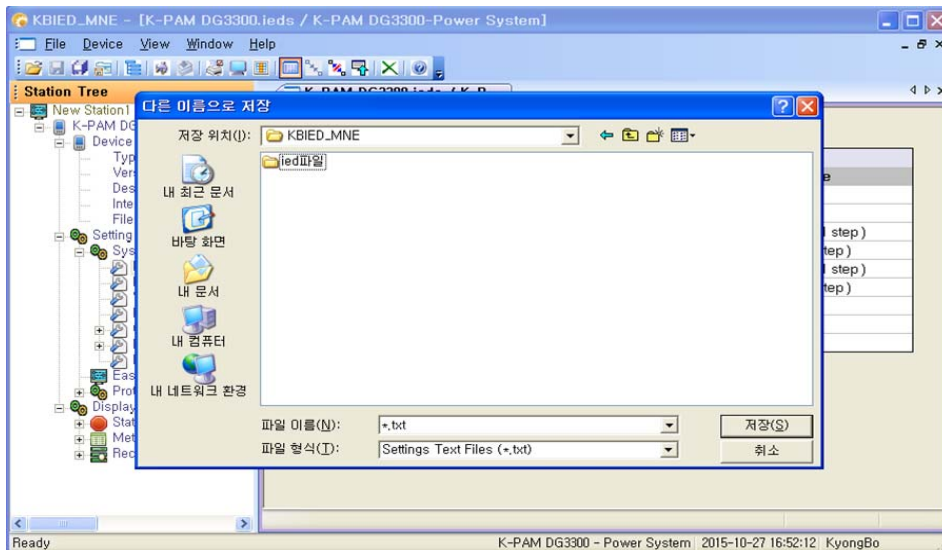 KBIED_MNE - [K-PAM DG3300.ieds / K-PAM DG3300-Power System]
File Device View Window Help
Station Tree
New Station1
K-PAM DG
Device
Typ
Ver
Des
Inte
File
Setting
Sys
Eas
Prot
Display
Stat
Met
Rec
다른 이름으로 저장
저장 위치(I): KBIED_MNE
ied파일
내 최근 문서
바탕 화면
내 문서
내 컴퓨터
내 네트워크 환경
파일 이름(N): *.txt 저장(S)
파일 형식(T): Settings Text Files (*.txt) 취소
step )
tep )
step )
tep )
Ready K-PAM DG3300 - Power System 2015-10-27 16:52:12 KyongBo